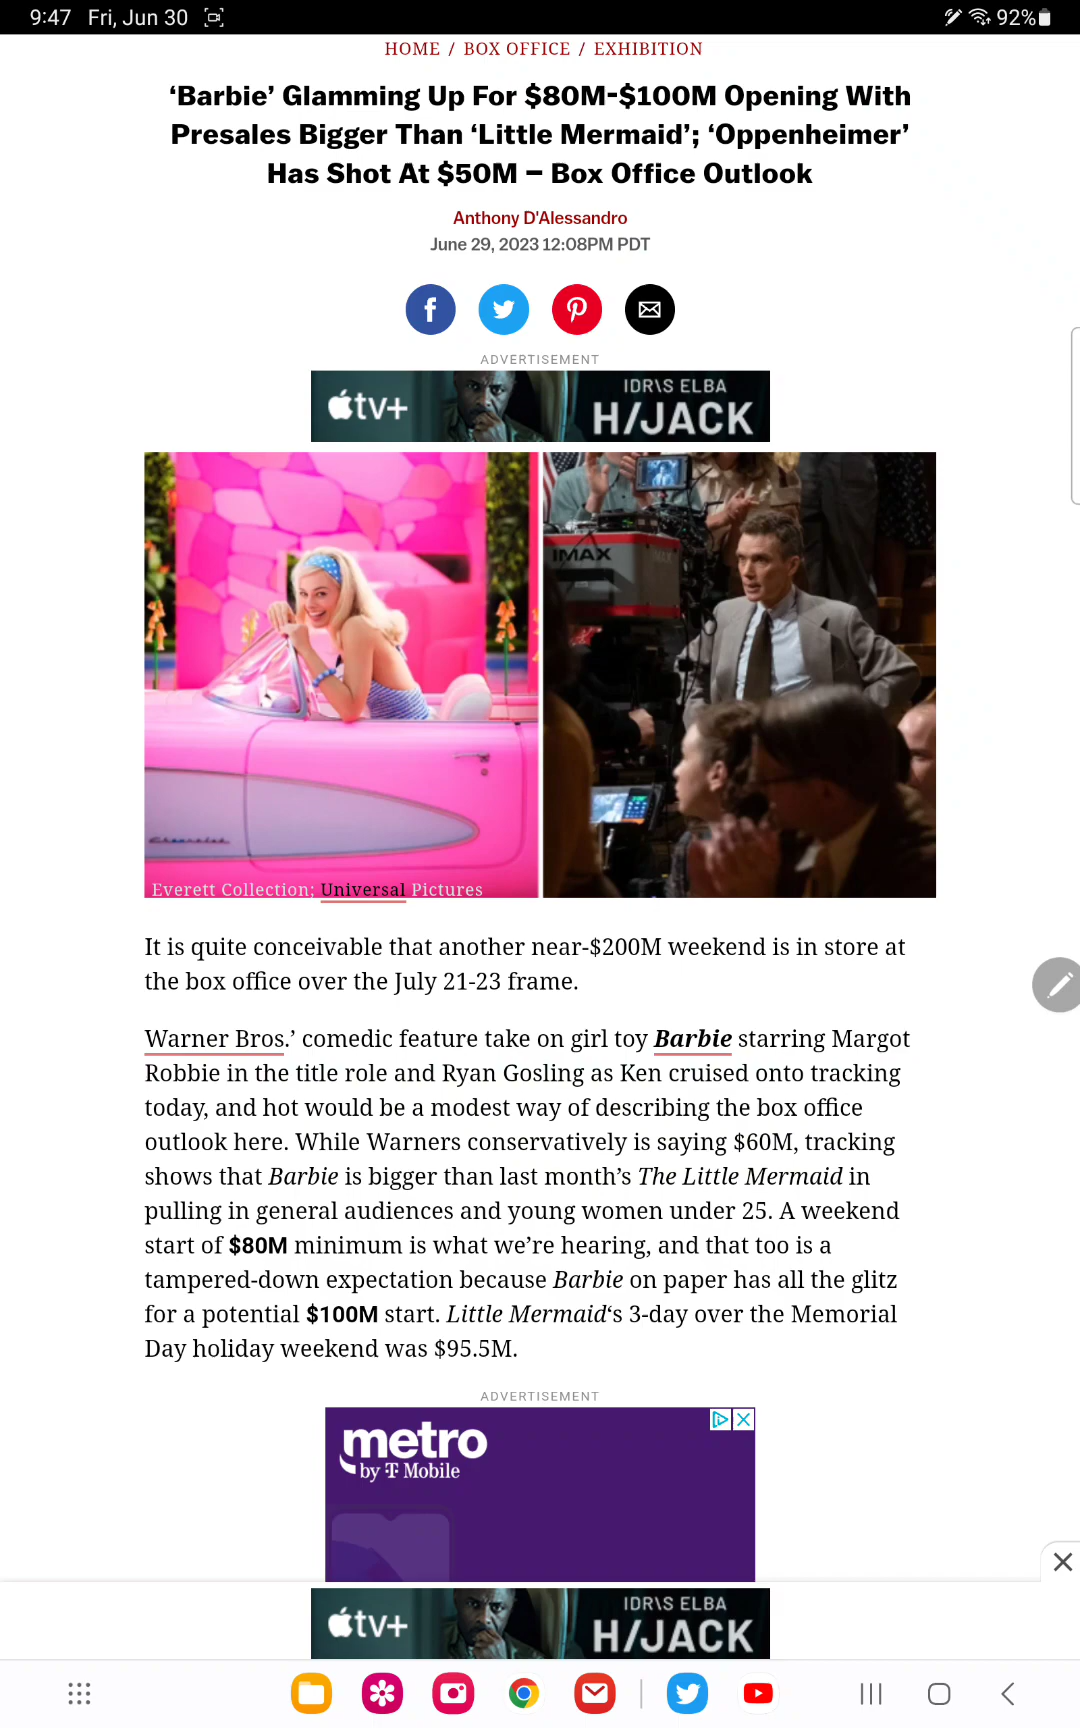 9:47 Fri, Jun 30
92%
HOME / BOX OFFICE / EXHIBITION
‘Barbie’ Glamming Up For $80M-$100M Opening With
Presales Bigger Than ‘Little Mermaid’; ‘Oppenheimer’
Has Shot At $50M – Box Office Outlook
Anthony D'Alessandro
June 29, 2023 12:08PM PDT
ADVERTISEMENT
tv+
IDR\S ELBA
H/JACK
IMAX
Chevrolet
Everett Collection; Universal Pictures
It is quite conceivable that another near-$200M weekend is in store at
the box office over the July 21-23 frame.
Warner Bros.’ comedic feature take on girl toy Barbie starring Margot
Robbie in the title role and Ryan Gosling as Ken cruised onto tracking
today, and hot would be a modest way of describing the box office
outlook here. While Warners conservatively is saying $60M, tracking
shows that Barbie is bigger than last month’s The Little Mermaid in
pulling in general audiences and young women under 25. A weekend
start of $80M minimum is what we’re hearing, and that too is a
tampered-down expectation because Barbie on paper has all the glitz
for a potential $100M start. Little Mermaid‘s 3-day over the Memorial
Day holiday weekend was $95.5M.
ADVERTISEMENT
metro
by T Mobile
tv+
IDR\S ELBA
H/JACK